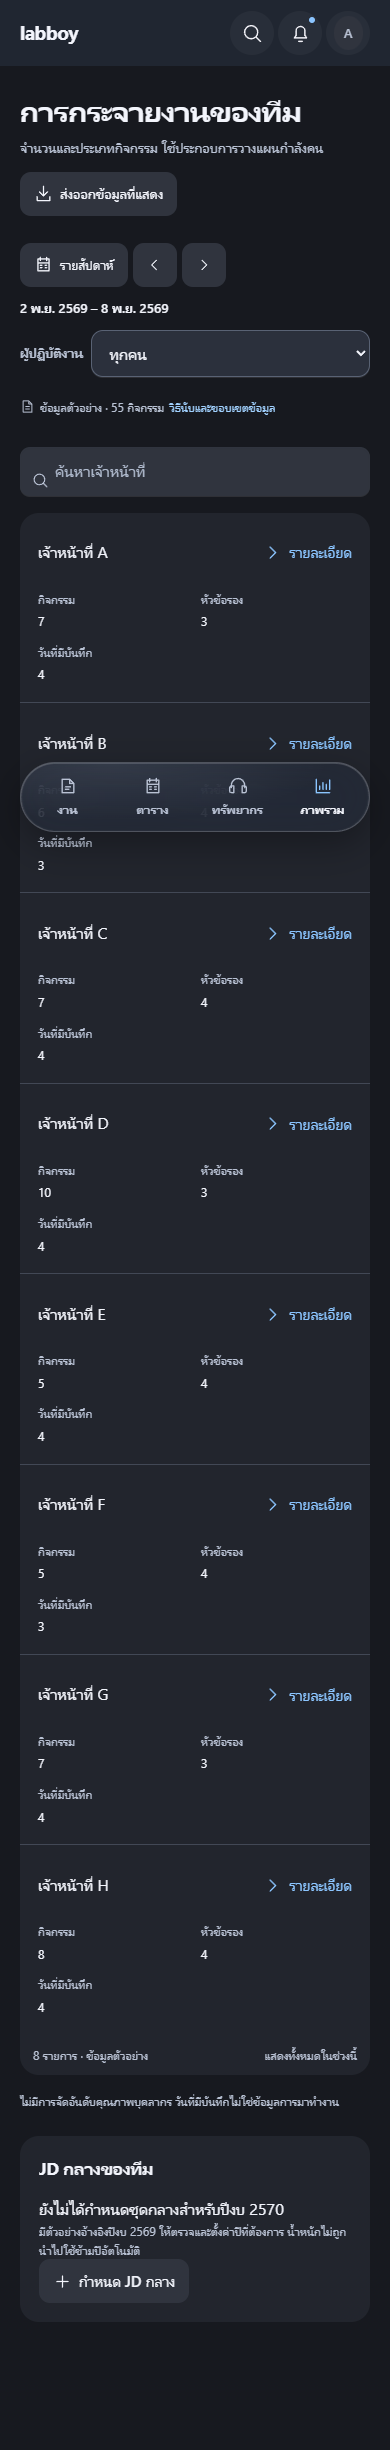 labboy
A
การกระจายงานของทีม
จำนวนและประเภทกิจกรรม ใช้ประกอบการวางแผนกำลังคน
ส่งออกข้อมูลที่แสดง
รายสัปดาห์
2 พ.ย. 2569 – 8 พ.ย. 2569
ผู้ปฏิบัติงาน ทุกคน
ข้อมูลตัวอย่าง · 55 กิจกรรม วิธีนับและขอบเขตข้อมูล
ค้นหาเจ้าหน้าที่
เจ้าหน้าที่ A รายละเอียด
กิจกรรม หัวข้อรอง
7 3
วันที่มีบันทึก
4
เจ้าหน้าที่ B รายละเอียด
งาน ตาราง ทรัพยากร ภาพรวม
วันที่มีบันทึก
3
เจ้าหน้าที่ C รายละเอียด
กิจกรรม หัวข้อรอง
7 4
วันที่มีบันทึก
4
เจ้าหน้าที่ D รายละเอียด
กิจกรรม หัวข้อรอง
10 3
วันที่มีบันทึก
4
เจ้าหน้าที่ E รายละเอียด
กิจกรรม หัวข้อรอง
5 4
วันที่มีบันทึก
4
เจ้าหน้าที่ F รายละเอียด
กิจกรรม หัวข้อรอง
5 4
วันที่มีบันทึก
3
เจ้าหน้าที่ G รายละเอียด
กิจกรรม หัวข้อรอง
7 3
วันที่มีบันทึก
4
เจ้าหน้าที่ H รายละเอียด
กิจกรรม หัวข้อรอง
8 4
วันที่มีบันทึก
4
8 รายการ · ข้อมูลตัวอย่าง แสดงทั้งหมดในช่วงนี้
ไม่มีการจัดอันดับคุณภาพบุคลากร วันที่มีบันทึกไม่ใช่ข้อมูลการมาทำงาน
JD กลางของทีม
ยังไม่ได้กำหนดชุดกลางสำหรับปีงบ 2570
มีตัวอย่างอ้างอิงปีงบ 2569 ให้ตรวจและตั้งค่าปีที่ต้องการ น้ำหนักไม่ถูก
นำไปใช้ข้ามปีอัตโนมัติ
กำหนด JD กลาง